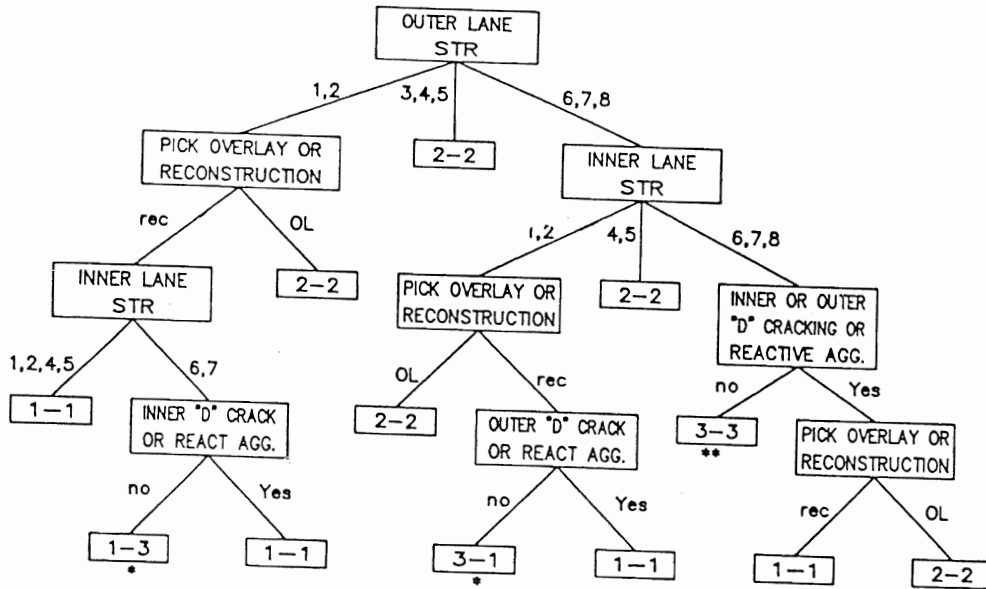 OUTER LANE
STR
1,2
3,4,5
6,7,8
PICK OVERLAY OR
RECONSTRUCTION
2-2
INNER LANE
STR
rec
OL
1,2
4,5
6,7,8
INNER LANE
STR
2-2
PICK OVERLAY OR
RECONSTRUCTION
2-2
INNER OR OUTER
"D" CRACKING OR
REACTIVE AGG.
1,2,4,5
6,7
OL
rec
no
Yes
1-1
INNER "D" CRACK
OR REACT AGG.
2-2
OUTER "D" CRACK
OR REACT AGG.
3-3
**
PICK OVERLAY OR
RECONSTRUCTION
no
Yes
no
Yes
rec
OL
1-3
*
1-1
3-1
*
1-1
1-1
2-2